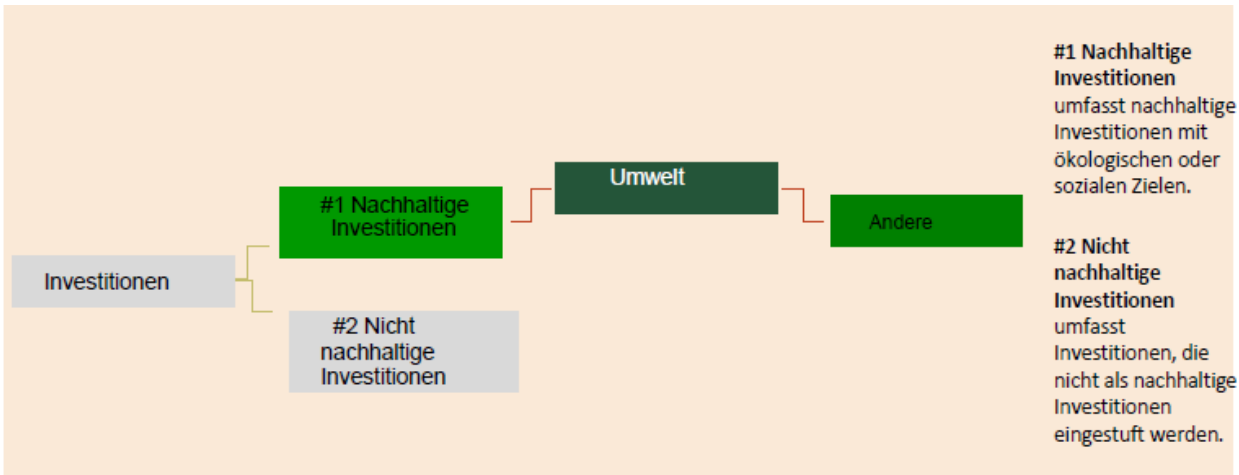 Investitionen
#1 Nachhaltige
Investitionen
#2 Nicht
nachhaltige
Investitionen
Umwelt
Andere
#1 Nachhaltige
Investitionen
umfasst nachhaltige
Investitionen mit
ökologischen oder
sozialen Zielen.
#2 Nicht
nachhaltige
Investitionen
umfasst
Investitionen, die
nicht als nachhaltige
Investitionen
eingestuft werden.